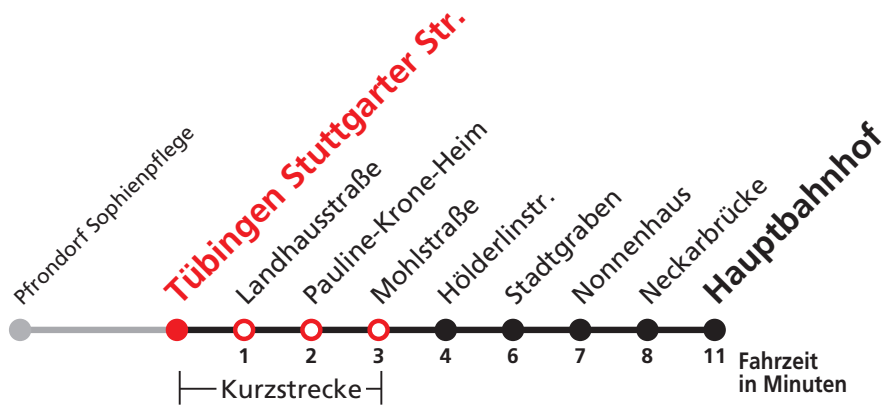 Pfrondorf Sophienpflege
Tübingen Stuttgarter Str.
Landhausstraße
Pauline-Krone-Heim
Mohlstraße
Hölderlinstr.
Stadtgraben
Nonnenhaus
Neckarbrücke
Hauptbahnhof
1 2 3 4 6 7 8 11
Fahrzeit
in Minuten
Kurzstrecke